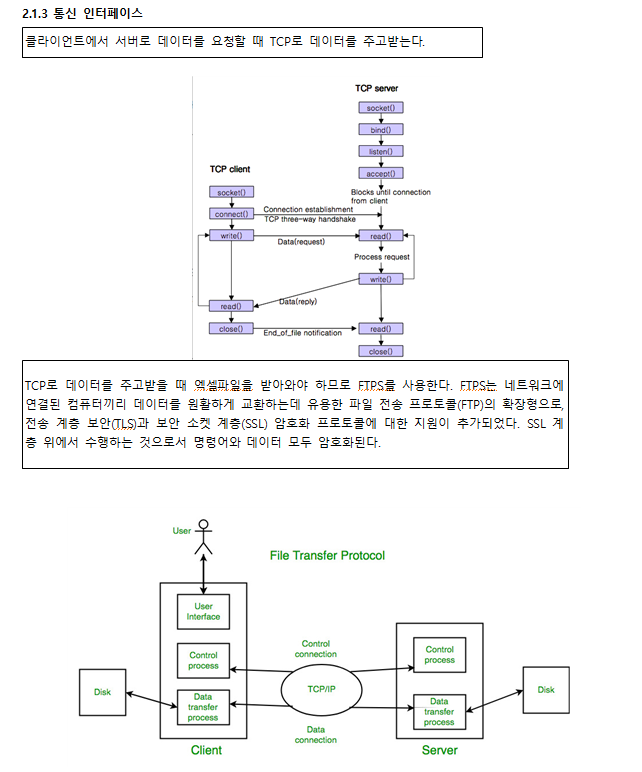 2.1.3 통신 인터페이스
클라이언트에서 서버로 데이터를 요청할 때 TCP로 데이터를 주고받는다.
TCP server
socket()
bind()
listen()
accept()
TCP client
Blocks until connection
from client
socket()
Connection establishment
connect()
TCP three-way handshake
write()
read()
Data(request)
Process request
write()
Data(reply)
read()
close()
read()
End_of_file notification
close()
TCP로 데이터를 주고받을 때 엑셀파일을 받아와야 하므로 FTPS를 사용한다. FTPS는 네트워크에
연결된 컴퓨터끼리 데이터를 원활하게 교환하는데 유용한 파일 전송 프로토콜(FTP)의 확장형으로,
전송 계층 보안(TLS)과 보안 소켓 계층(SSL) 암호화 프로토콜에 대한 지원이 추가되었다. SSL 계
층 위에서 수행하는 것으로서 명령어와 데이터 모두 암호화된다.
User
File Transfer Protocol
User
Interface
Control
process
Control
connection
Control
process
Disk
Data
transfer
process
TCP/IP
Data
transfer
process
Disk
Data
connection
Client
Server